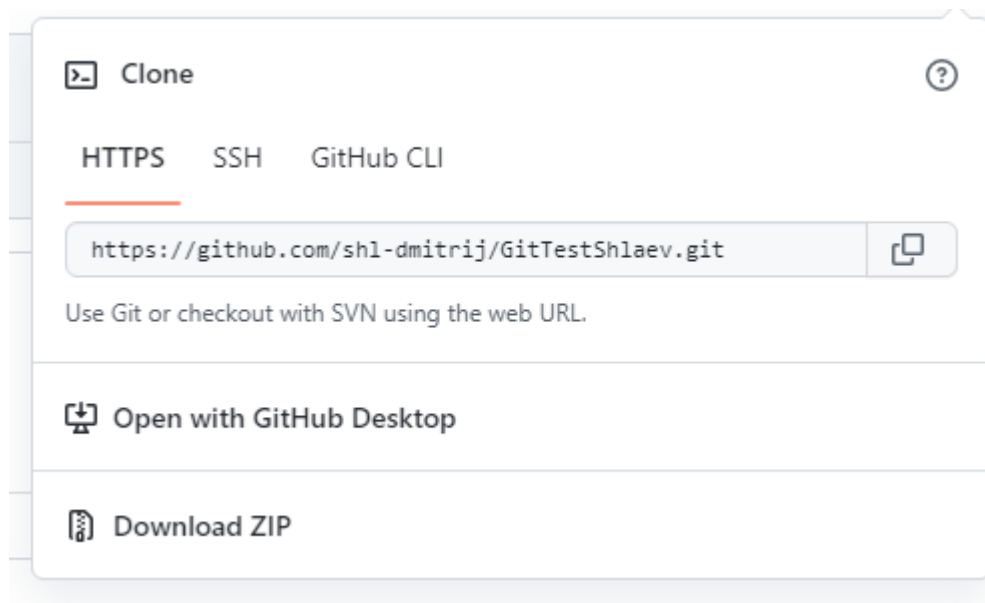 Clone
HTTPS SSH GitHub CLI
https://github.com/shl-dmitrij/GitTestShlaev.git
Use Git or checkout with SVN using the web URL.
Open with GitHub Desktop
Download ZIP